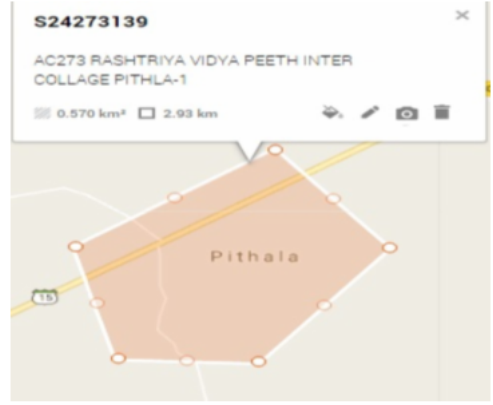 S24273139
AC273 RASHTRIYA VIDYA PEETH INTER
COLLAGE PITHLA-1
0.570 km² 2.93 km
Pithala
15